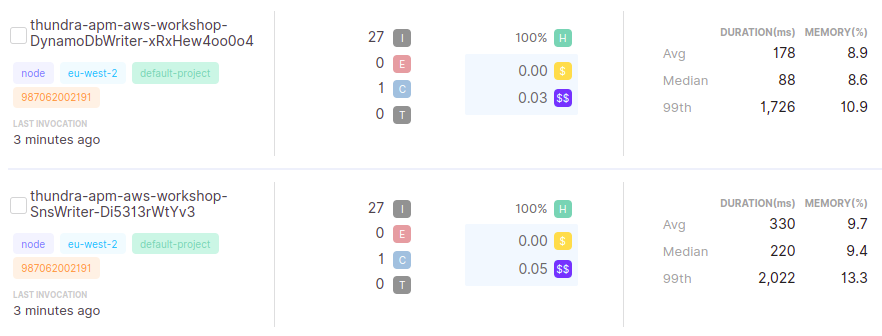 thundra-apm-aws-workshop-
DynamoDbWriter-xRxHew4oo0o4
node eu-west-2 default-project
987062002191
LAST INVOCATION
3 minutes ago
27 I
0 E
1 C
0 T
100% H
0.00 $
0.03 $$
DURATION(ms) MEMORY(%)
Avg 178 8.9
Median 88 8.6
99th 1,726 10.9
thundra-apm-aws-workshop-
SnsWriter-Di5313rWtYv3
node eu-west-2 default-project
987062002191
LAST INVOCATION
3 minutes ago
27 I
0 E
1 C
0 T
100% H
0.00 $
0.05 $$
DURATION(ms) MEMORY(%)
Avg 330 9.7
Median 220 9.4
99th 2,022 13.3